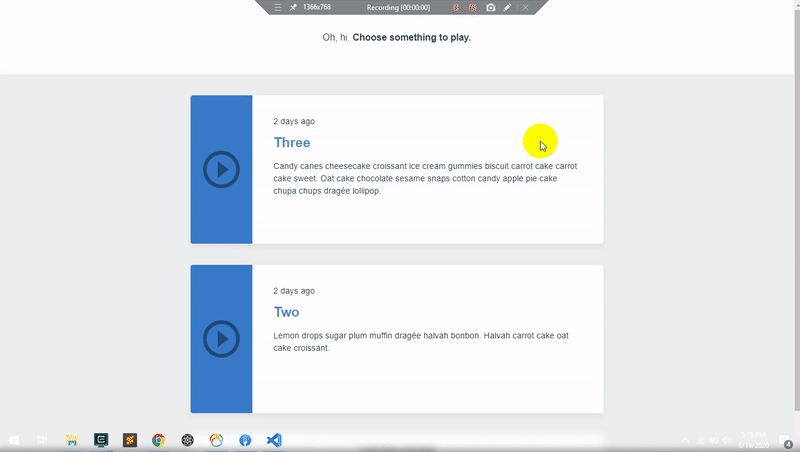 1366x768
Recording [00:00:00]
Oh, hi. Choose something to play.
2 days ago
Three
Candy canes cheesecake croissant ice cream gummies biscuit carrot cake carrot
cake sweet. Oat cake chocolate sesame snaps cotton candy apple pie cake
chupa chups dragée lollipop.
2 days ago
Two
Lemon drops sugar plum muffin dragée halvah bonbon. Halvah carrot cake oat
cake croissant.
8/19/2020
4